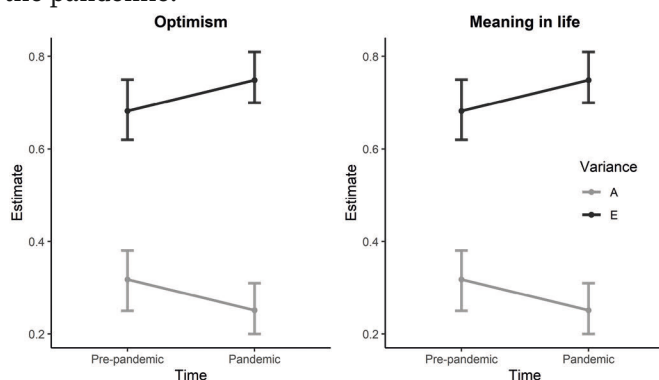 the pandemic.
Optimism
Meaning in life
0.8
0.6
0.4
0.2
Estimate
Pre-pandemic
Pandemic
Time
0.8
0.6
0.4
0.2
Estimate
Pre-pandemic
Pandemic
Time
Variance
A
E